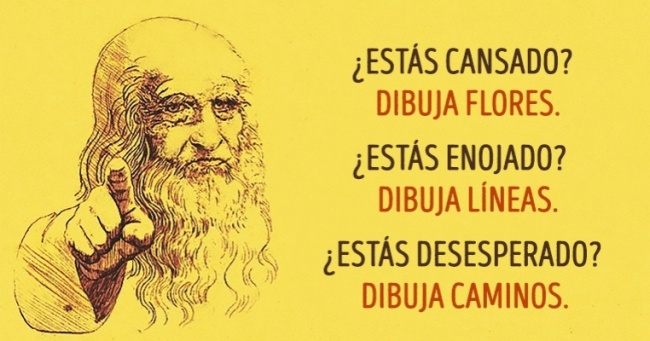 ¿ESTÁS CANSADO?
DIBUJA FLORES.
¿ESTÁS ENOJADO?
DIBUJA LÍNEAS.
¿ESTÁS DESESPERADO?
DIBUJA CAMINOS.